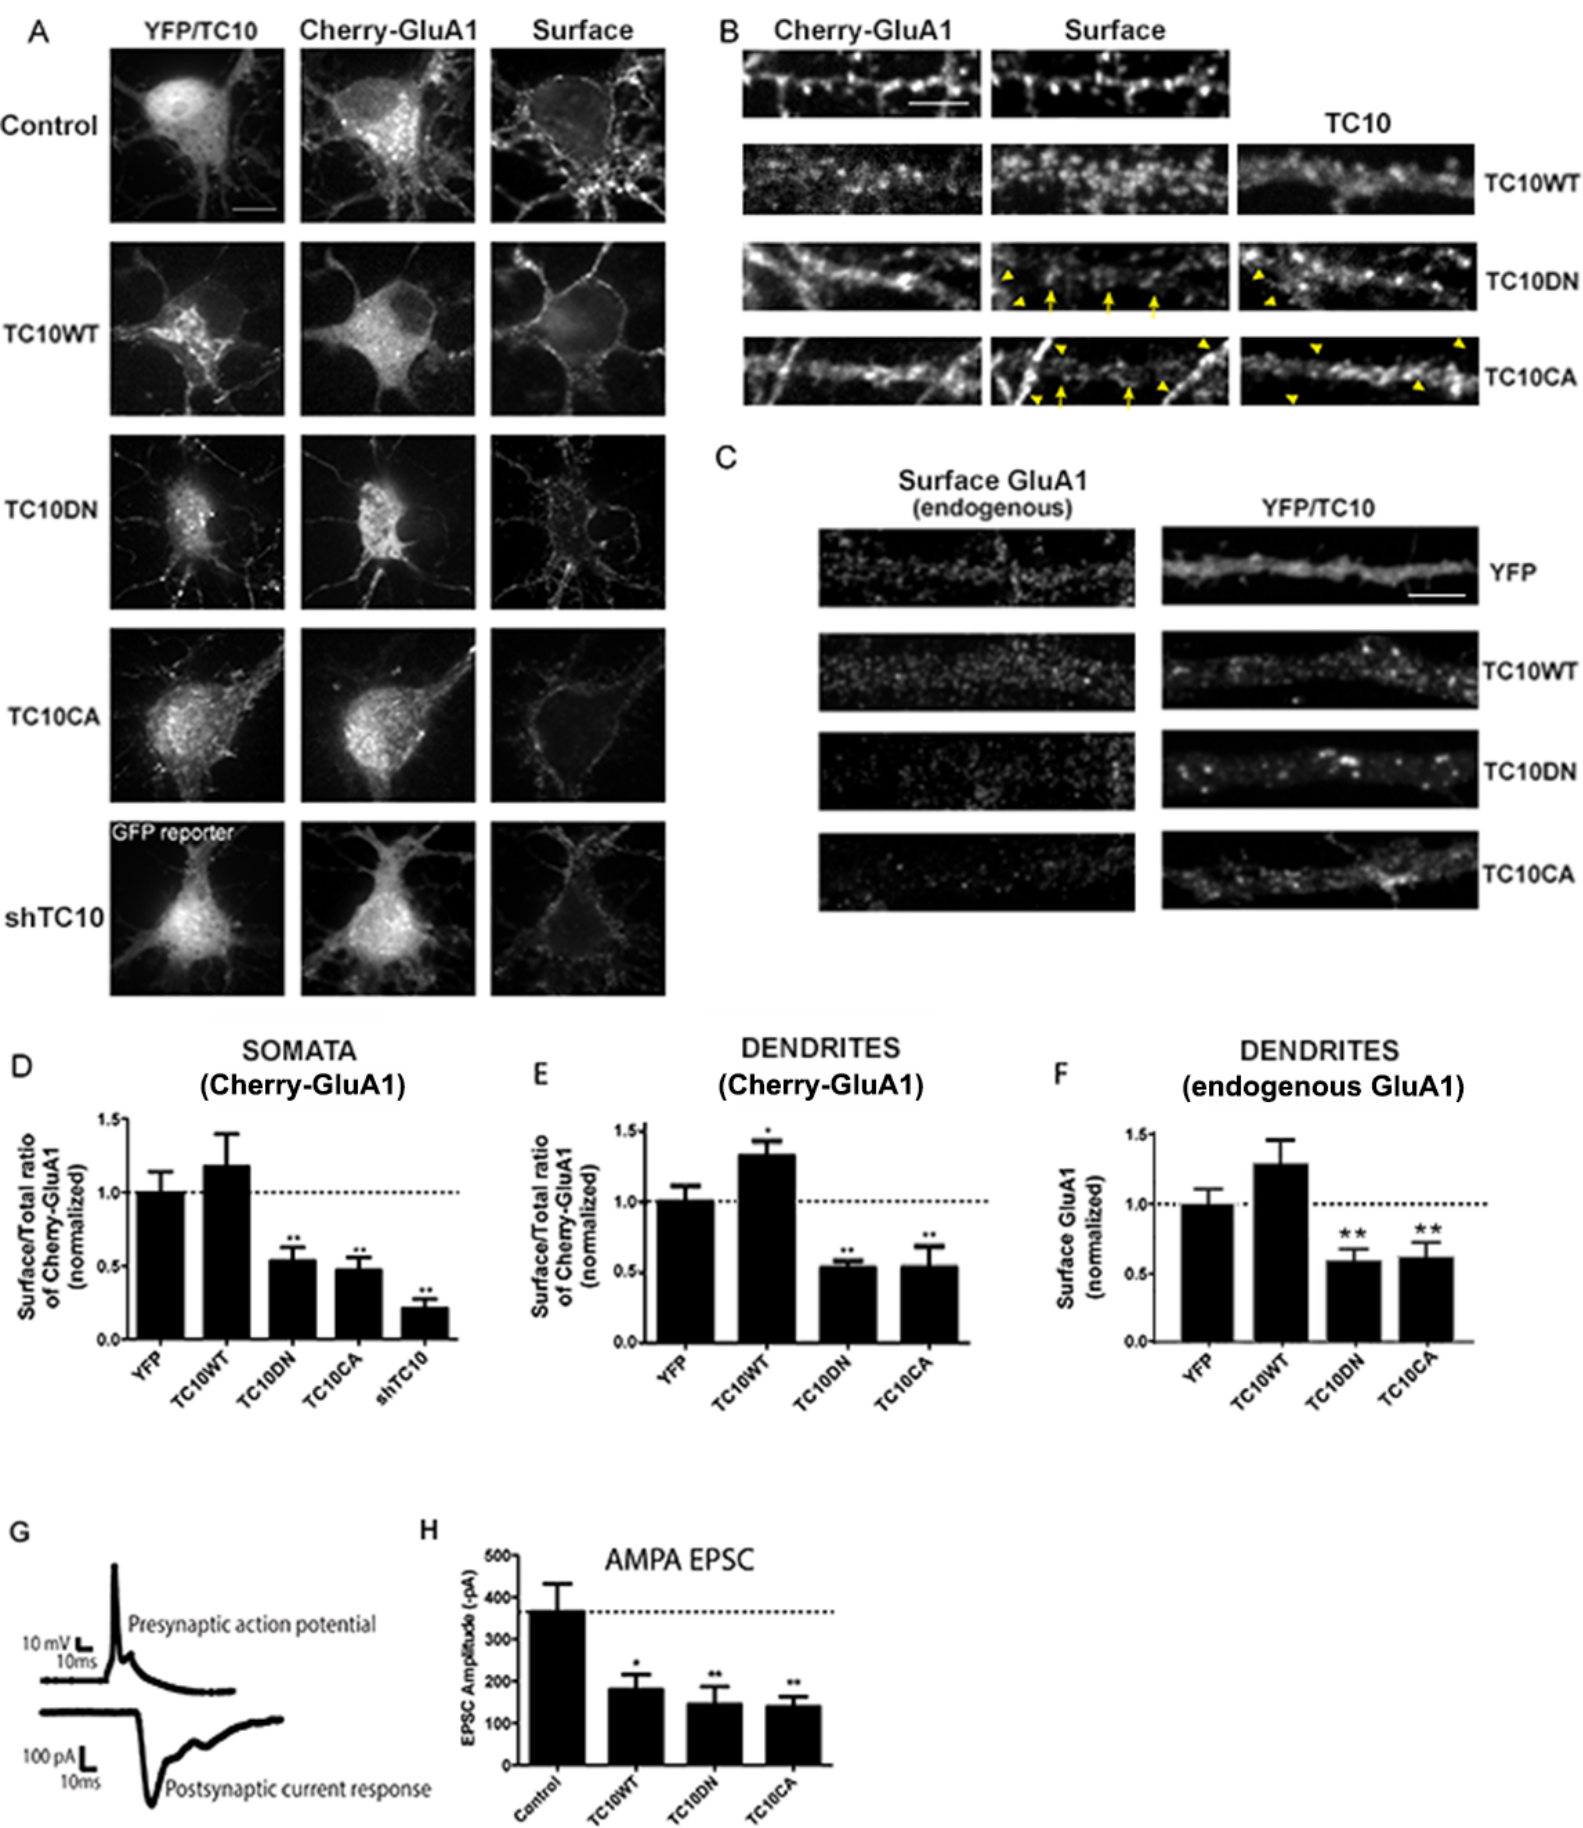 A
YFP/TC10 Cherry-GluA1 Surface
Control
TC10WT
TC10DN
TC10CA
GFP reporter
shTC10
B
Cherry-GluA1 Surface
TC10
TC10WT
TC10DN
TC10CA
C
Surface GluA1
(endogenous)
YFP/TC10
YFP
TC10WT
TC10DN
TC10CA
D
SOMATA
(Cherry-GluA1)
Surface/Total ratio
of Cherry-GluA1
(normalized)
1.5
1.0
0.5
0.0
** ** **
YFP TC10WT TC10DN TC10CA shTC10
E
DENDRITES
(Cherry-GluA1)
Surface/Total ratio
of Cherry-GluA1
(normalized)
1.5
1.0
0.5
0.0
* ** **
YFP TC10WT TC10DN TC10CA
F
DENDRITES
(endogenous GluA1)
Surface GluA1
(normalized)
1.5
1.0
0.5
0.0
** **
YFP TC10WT TC10DN TC10CA
G
Presynaptic action potential
10 mV
10ms
100 pA
10ms
Postsynaptic current response
H
AMPA EPSC
EPSC Amplitude (-pA)
500
400
300
200
100
0
* ** **
Control TC10WT TC10DN TC10CA